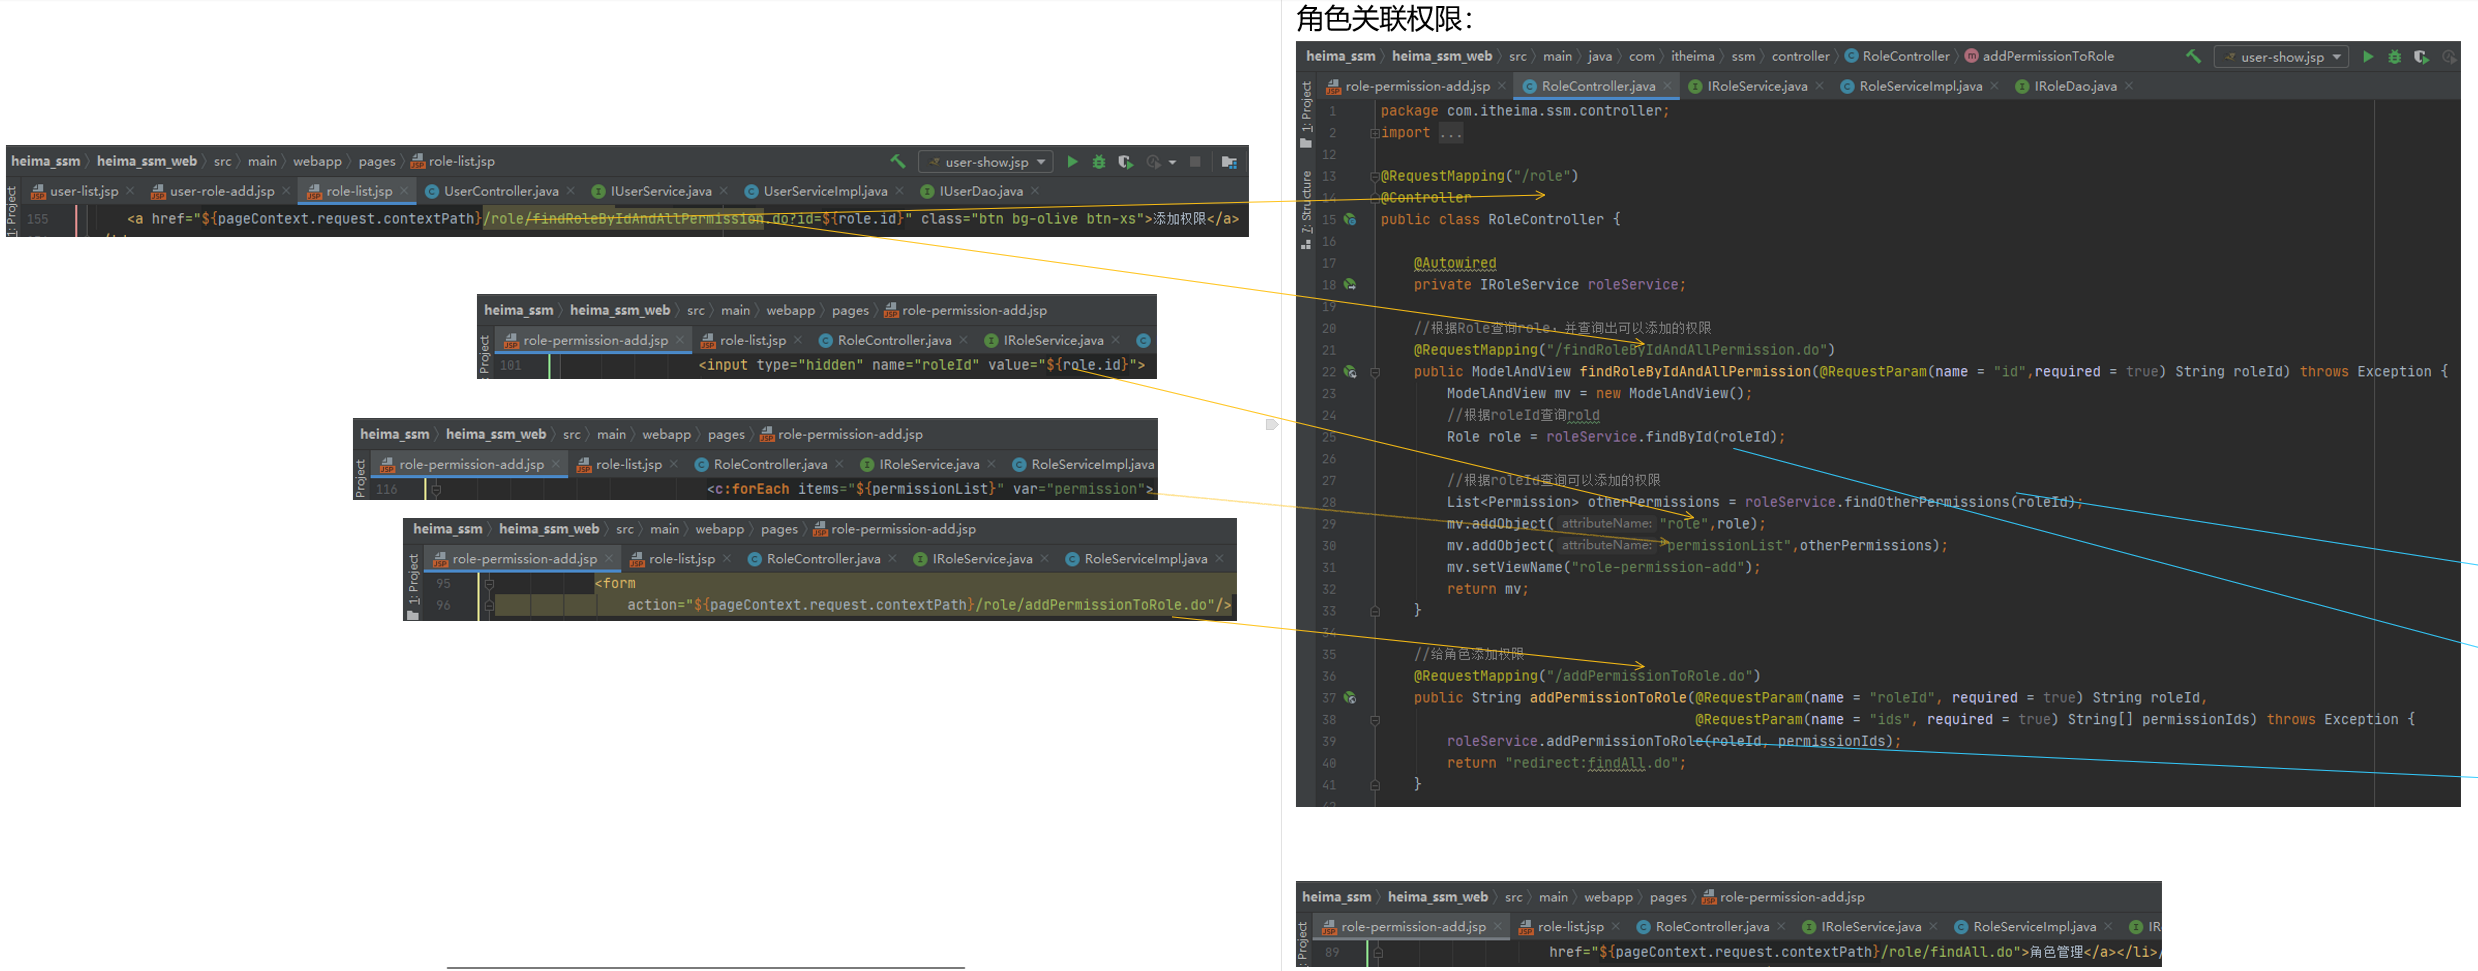 角色关联权限：
heima_ssm 〉 heima_ssm_web 〉 src 〉 main 〉 webapp 〉 pages 〉 role-list.jsp user-show.jsp
user-list.jsp user-role-add.jsp role-list.jsp UserController.java IUserService.java UserServiceImpl.java IUserDao.java
1: Project
155 <a href="${pageContext.request.contextPath}/role/findRoleByIdAndAllPermission.do?id=${role.id}" class="btn bg-olive btn-xs">添加权限</a>
heima_ssm 〉 heima_ssm_web 〉 src 〉 main 〉 webapp 〉 pages 〉 role-permission-add.jsp
role-permission-add.jsp role-list.jsp RoleController.java IRoleService.java
Project
101 <input type="hidden" name="roleId" value="${role.id}">
heima_ssm 〉 heima_ssm_web 〉 src 〉 main 〉 webapp 〉 pages 〉 role-permission-add.jsp
role-permission-add.jsp role-list.jsp RoleController.java IRoleService.java RoleServiceImpl.java
Project
116 <c:forEach items="${permissionList}" var="permission">
heima_ssm 〉 heima_ssm_web 〉 src 〉 main 〉 webapp 〉 pages 〉 role-permission-add.jsp
role-permission-add.jsp role-list.jsp RoleController.java IRoleService.java RoleServiceImpl.java
1: Project
95 <form
96 action="${pageContext.request.contextPath}/role/addPermissionToRole.do"/>
heima_ssm 〉 heima_ssm_web 〉 src 〉 main 〉 java 〉 com 〉 itheima 〉 ssm 〉 controller 〉 RoleController 〉 addPermissionToRole user-show.jsp
role-permission-add.jsp RoleController.java IRoleService.java RoleServiceImpl.java IRoleDao.java
1: Project
7: Structure
1 package com.itheima.ssm.controller;
2 import ...
12
13 @RequestMapping("/role")
14 @Controller
15 public class RoleController {
16
17 @Autowired
18 private IRoleService roleService;
19
20 //根据Role查询role，并查询出可以添加的权限
21 @RequestMapping("/findRoleByIdAndAllPermission.do")
22 public ModelAndView findRoleByIdAndAllPermission(@RequestParam(name = "id",required = true) String roleId) throws Exception {
23 ModelAndView mv = new ModelAndView();
24 //根据roleId查询rold
25 Role role = roleService.findById(roleId);
26
27 //根据roleId查询可以添加的权限
28 List<Permission> otherPermissions = roleService.findOtherPermissions(roleId);
29 mv.addObject( attributeName: "role",role);
30 mv.addObject( attributeName: "permissionList",otherPermissions);
31 mv.setViewName("role-permission-add");
32 return mv;
33 }
34
35 //给角色添加权限
36 @RequestMapping("/addPermissionToRole.do")
37 public String addPermissionToRole(@RequestParam(name = "roleId", required = true) String roleId,
38 @RequestParam(name = "ids", required = true) String[] permissionIds) throws Exception {
39 roleService.addPermissionToRole(roleId, permissionIds);
40 return "redirect:findAll.do";
41 }
heima_ssm 〉 heima_ssm_web 〉 src 〉 main 〉 webapp 〉 pages 〉 role-permission-add.jsp
role-permission-add.jsp role-list.jsp RoleController.java IRoleService.java RoleServiceImpl.java IR
: Project
89 href="${pageContext.request.contextPath}/role/findAll.do">角色管理</a></li>